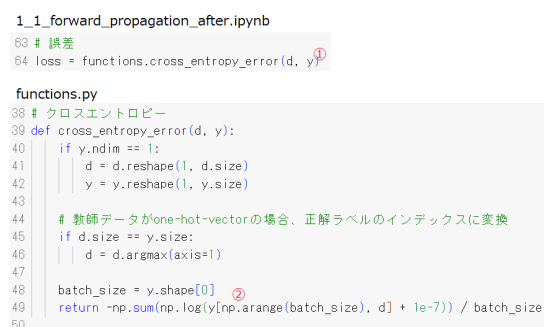 1_1_forward_propagation_after.ipynb
63 # 誤差
64 loss = functions.cross_entropy_error(d, y) ①
functions.py
38 # クロスエントロピー
39 def cross_entropy_error(d, y):
40     if y.ndim == 1:
41         d = d.reshape(1, d.size)
42         y = y.reshape(1, y.size)
43
44     # 教師データがone-hot-vectorの場合、正解ラベルのインデックスに変換
45     if d.size == y.size:
46         d = d.argmax(axis=1)
47
48     batch_size = y.shape[0] ②
49     return -np.sum(np.log(y[np.arange(batch_size), d] + 1e-7)) / batch_size
50